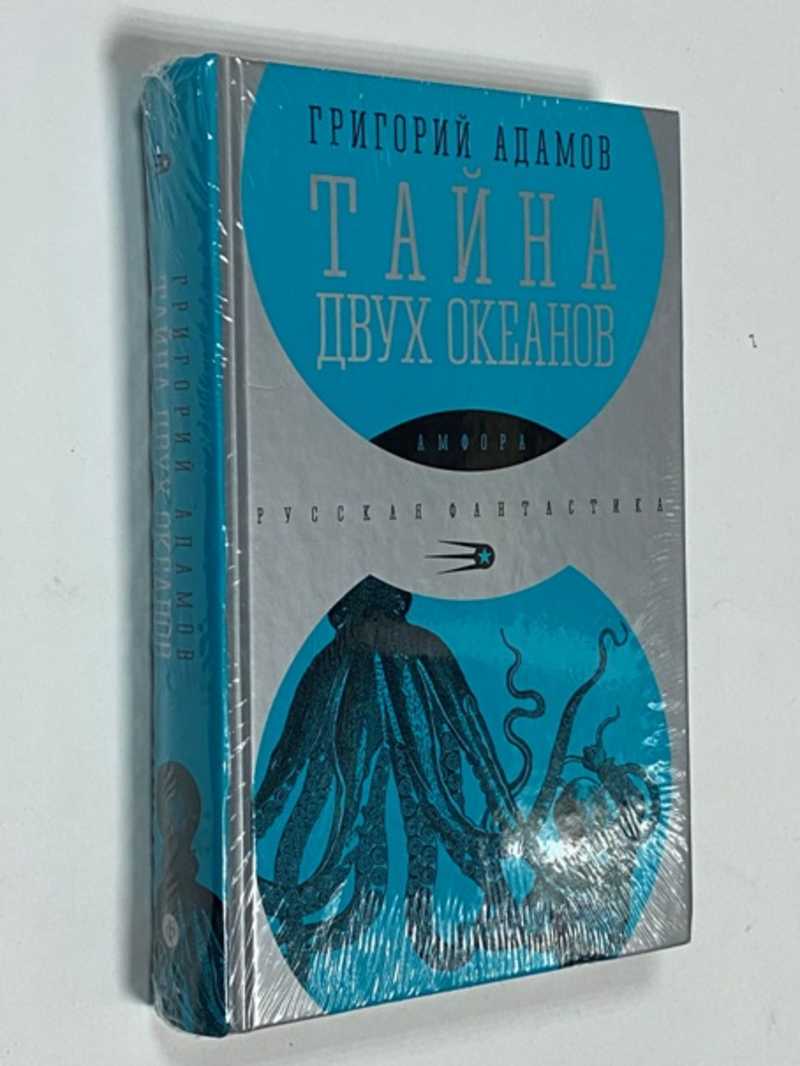 ГРИГОРИЙ АДАМОВ
ТАЙНА
ДВУХ ОКЕАНОВ
АМФОРА
РУССКАЯ ФАНТАСТИКА
ГРИГОРИЙ АДАМОВ
ТАЙНА ДВУХ ОКЕАНОВ